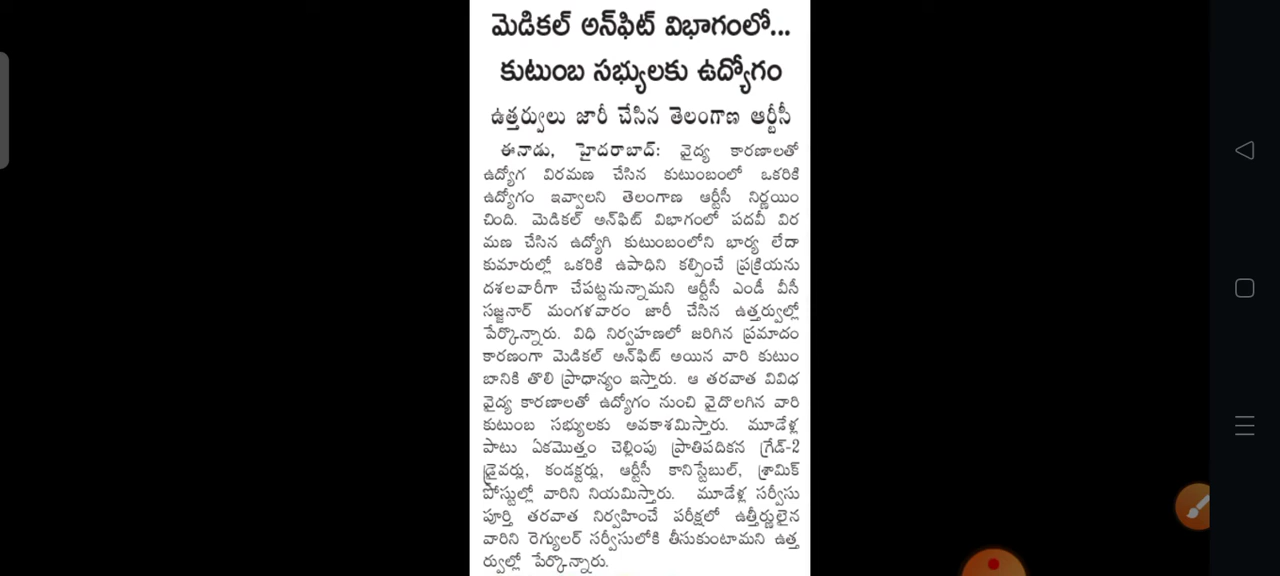 మెడికల్ అన్‌ఫిట్ విభాగంలో...
కుటుంబ సభ్యులకు ఉద్యోగం
ఉత్తర్వులు జారీ చేసిన తెలంగాణ ఆర్టీసీ
ఈనాడు, హైదరాబాద్: వైద్య కారణాలతో
ఉద్యోగ విరమణ చేసిన కుటుంబంలో ఒకరికి
ఉద్యోగం ఇవ్వాలని తెలంగాణ ఆర్టీసీ నిర్ణయిం
చింది. మెడికల్ అన్‌ఫిట్ విభాగంలో పదవీ విర
మణ చేసిన ఉద్యోగి కుటుంబంలోని భార్య లేదా
కుమారుల్లో ఒకరికి ఉపాధిని కల్పించే ప్రక్రియను
దశలవారీగా చేపట్టనున్నామని ఆర్టీసీ ఎండీ వీసీ
సజ్జనార్ మంగళవారం జారీ చేసిన ఉత్తర్వుల్లో
పేర్కొన్నారు. విధి నిర్వహణలో జరిగిన ప్రమాదం
కారణంగా మెడికల్ అన్‌ఫిట్ అయిన వారి కుటుం
బానికి తొలి ప్రాధాన్యం ఇస్తారు. ఆ తరవాత వివిధ
వైద్య కారణాలతో ఉద్యోగం నుంచి వైదొలగిన వారి
కుటుంబ సభ్యులకు అవకాశమిస్తారు. మూడేళ్ల
పాటు ఏకమొత్తం చెల్లింపు ప్రాతిపదికన గ్రేడ్-2
డ్రైవర్లు, కండక్టర్లు, ఆర్టీసీ కానిస్టేబుల్, శ్రామిక్
పోస్టుల్లో వారిని నియమిస్తారు. మూడేళ్ల సర్వీసు
పూర్తి తరవాత నిర్వహించే పరీక్షలో ఉత్తీర్ణులైన
వారిని రెగ్యులర్ సర్వీసులోకి తీసుకుంటామని ఉత్త
ర్వుల్లో పేర్కొన్నారు.